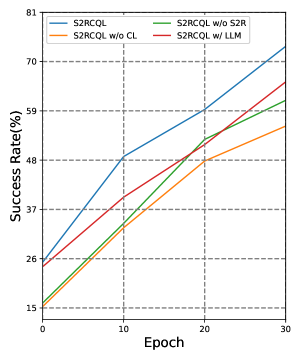 81
S2RCQL
S2RCQL w/o S2R
S2RCQL w/o CL
S2RCQL w/ LLM
70
59
48
37
26
15
Success Rate(%)
0
10
20
30
Epoch